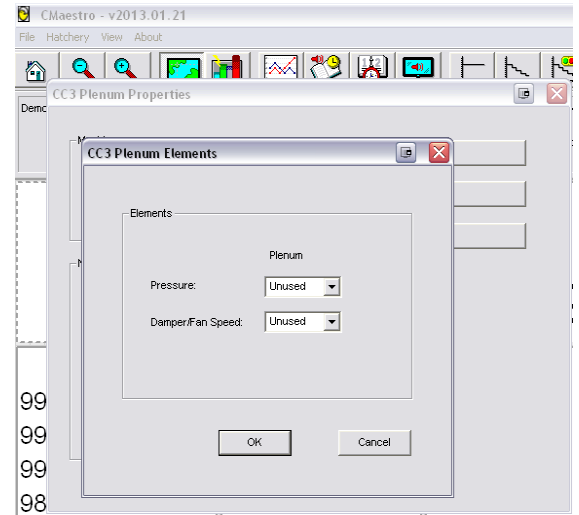 CMaestro - v2013.01.21
File Hatchery View About
CC3 Plenum Properties
CC3 Plenum Elements
Elements
Plenum
Pressure: Unused
Damper/Fan Speed: Unused
OK Cancel
99
99
99
98